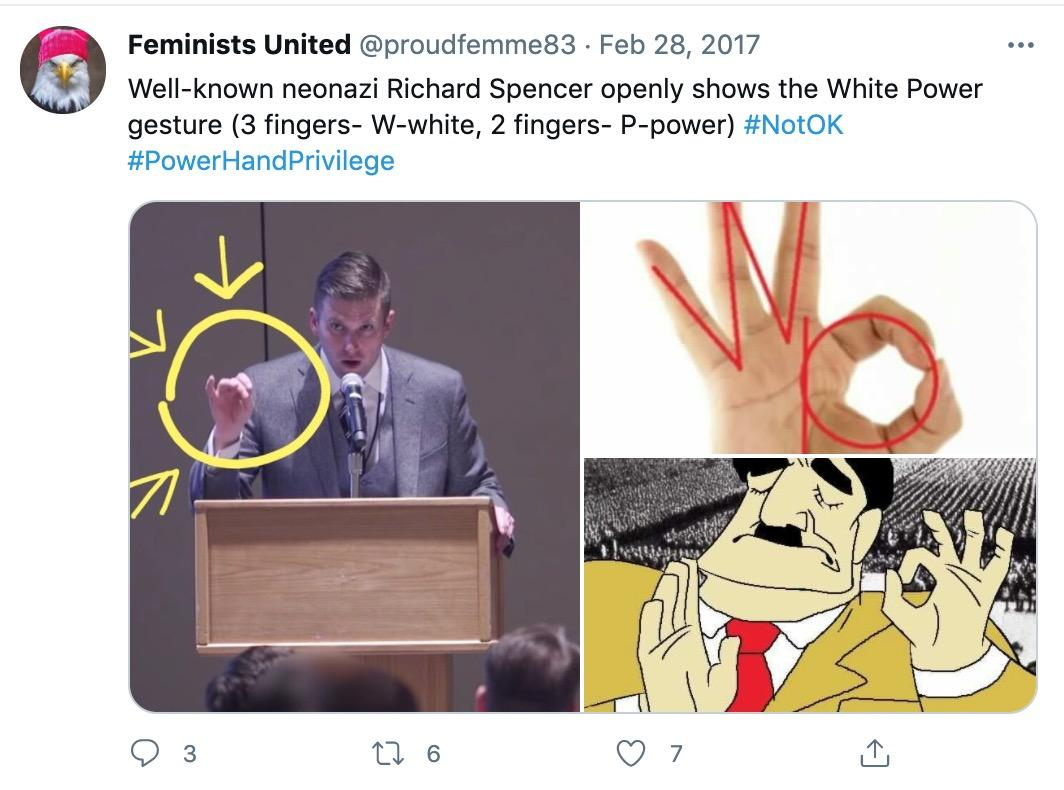 Feminists United @proudfemme83 · Feb 28, 2017
Well-known neonazi Richard Spencer openly shows the White Power
gesture (3 fingers- W-white, 2 fingers- P-power) #NotOK
#PowerHandPrivilege
3 6 7